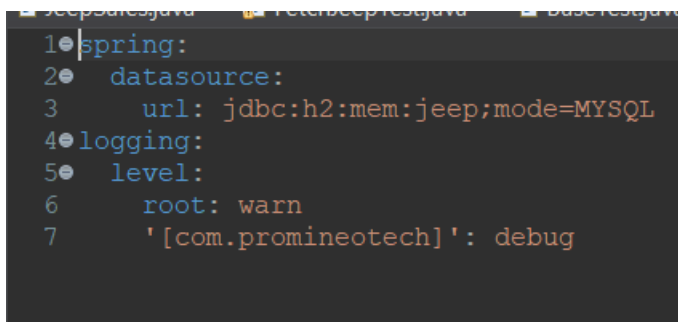 1 spring:
2   datasource:
3     url: jdbc:h2:mem:jeep;mode=MYSQL
4 logging:
5   level:
6     root: warn
7     '[com.promineotech]': debug